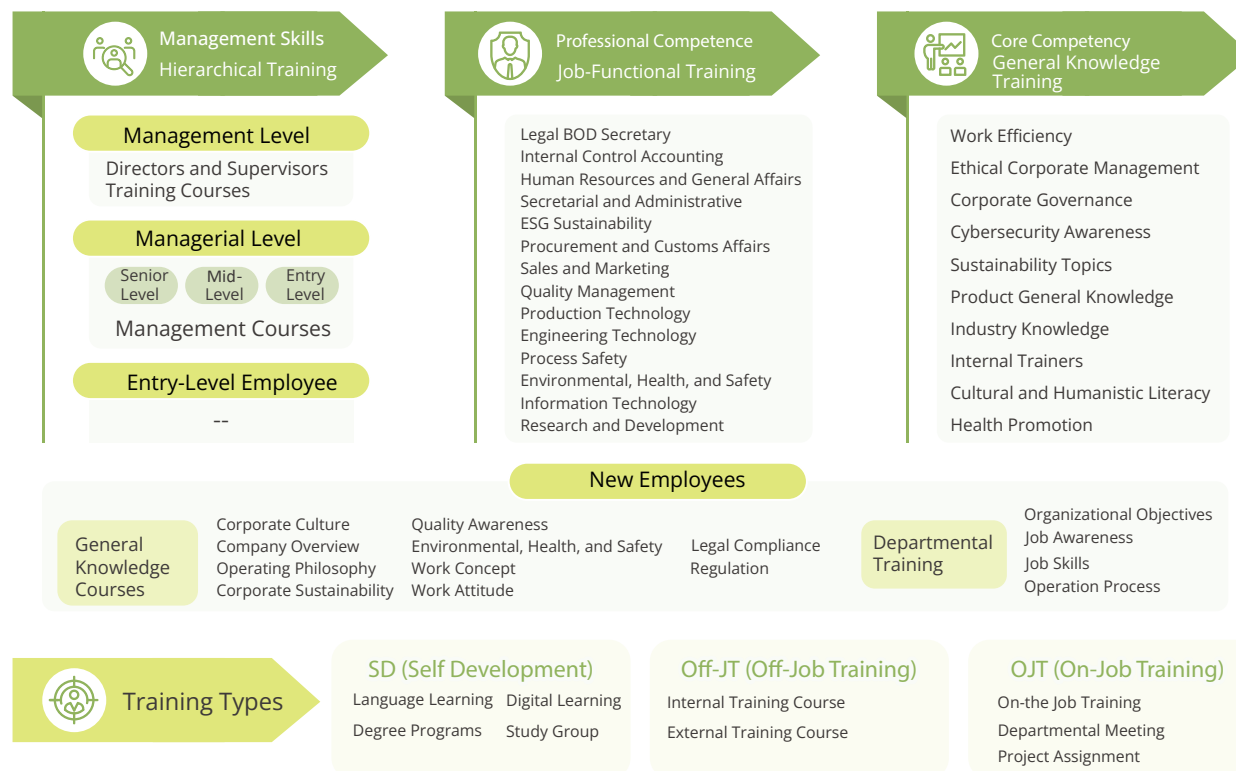 Management Skills
Hierarchical Training
Management Level
Directors and Supervisors
Training Courses
Managerial Level
Senior
Level
Mid-
Level
Entry
Level
Management Courses
Entry-Level Employee
--
Professional Competence
Job-Functional Training
Legal BOD Secretary
Internal Control Accounting
Human Resources and General Affairs
Secretarial and Administrative
ESG Sustainability
Procurement and Customs Affairs
Sales and Marketing
Quality Management
Production Technology
Engineering Technology
Process Safety
Environmental, Health, and Safety
Information Technology
Research and Development
Core Competency
General Knowledge
Training
Work Efficiency
Ethical Corporate Management
Corporate Governance
Cybersecurity Awareness
Sustainability Topics
Product General Knowledge
Industry Knowledge
Internal Trainers
Cultural and Humanistic Literacy
Health Promotion
New Employees
General
Knowledge
Courses
Corporate Culture
Company Overview
Operating Philosophy
Corporate Sustainability
Quality Awareness
Environmental, Health, and Safety
Work Concept
Work Attitude
Legal Compliance
Regulation
Departmental
Training
Organizational Objectives
Job Awareness
Job Skills
Operation Process
Training Types
SD (Self Development)
Language Learning
Digital Learning
Degree Programs
Study Group
Off-JT (Off-Job Training)
Internal Training Course
External Training Course
OJT (On-Job Training)
On-the Job Training
Departmental Meeting
Project Assignment